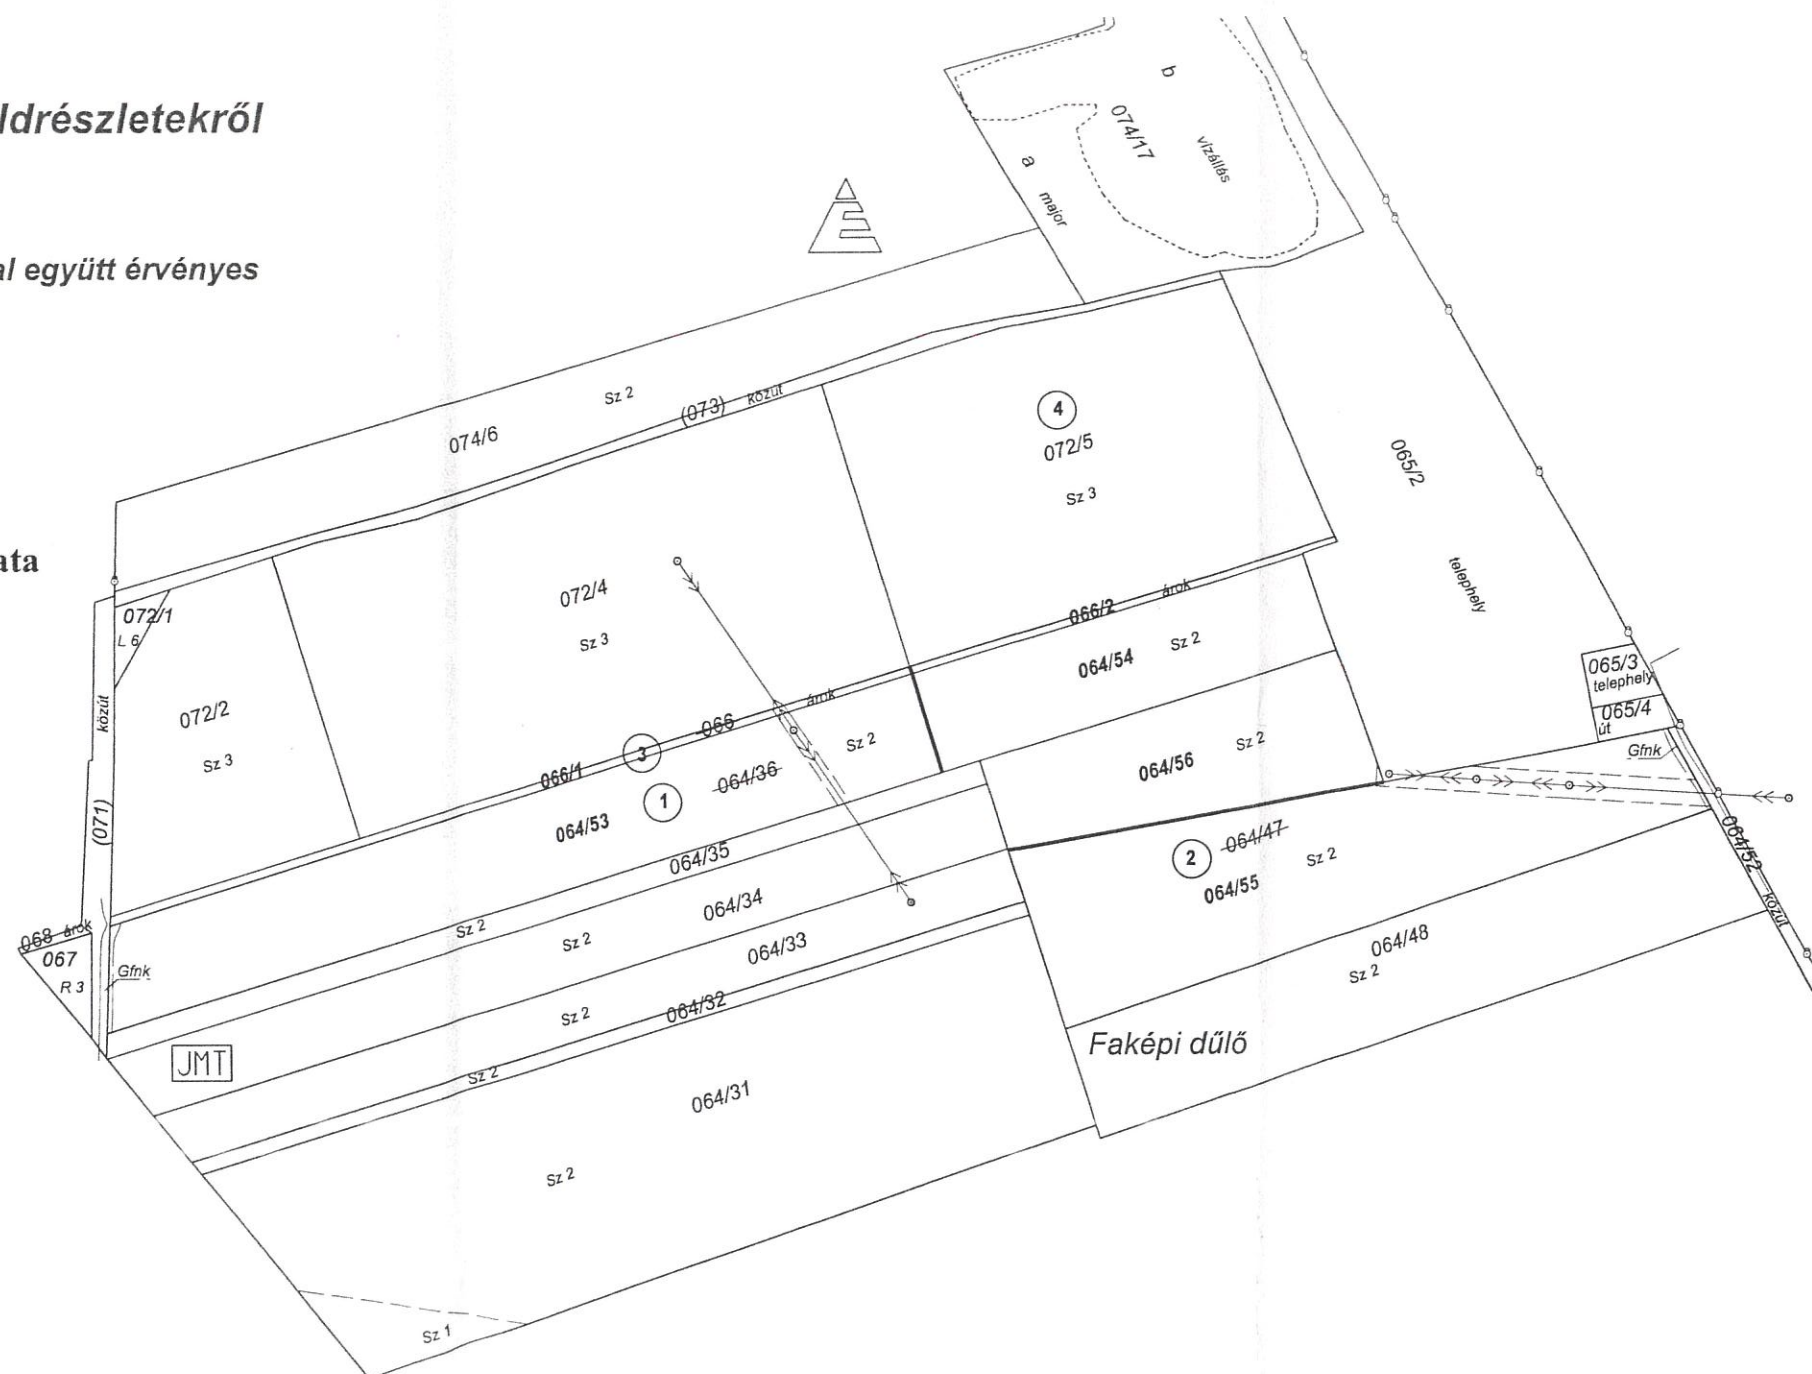 ldrészletekről
al együtt érvényes
ata
É
b
074/17
vízállás
a
major
Sz 2
074/6
(073)
közút
4
072/5
Sz 3
065/2
telephely
072/1
L 6
072/4
Sz 3
072/2
Sz 3
közút
(071)
066/2
árok
064/54
Sz 2
065/3
telephely
065/4
út
Gfnk
066
árok
3
066/1
064/36
Sz 2
1
064/53
064/56
Sz 2
064/35
2
064/47
Sz 2
064/55
064/52
közút
064/34
Sz 2
068 árok
067
R 3
Gfnk
Sz 2
064/33
064/48
Sz 2
Sz 2
064/32
JMT
Faképi dűlő
Sz 2
064/31
Sz 2
Sz 1